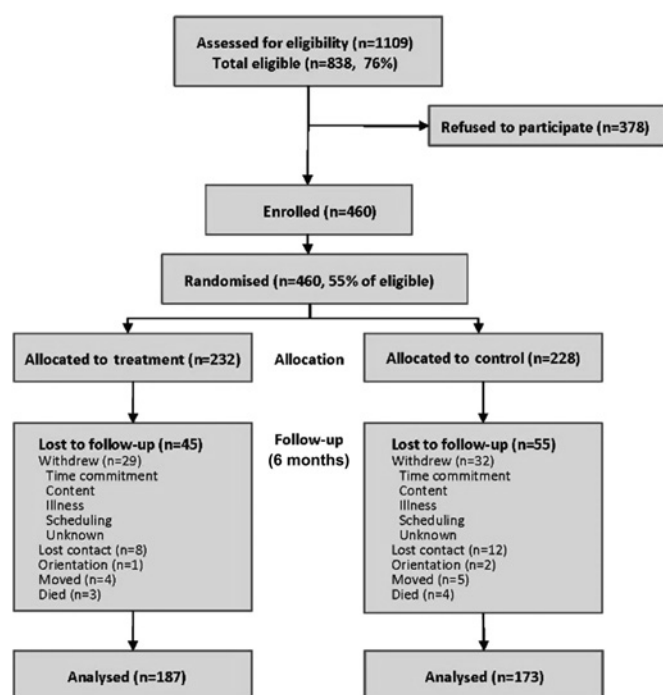 Assessed for eligibility (n=1109)
Total eligible (n=838, 76%)
Refused to participate (n=378)
Enrolled (n=460)
Randomised (n=460, 55% of eligible)
Allocated to treatment (n=232)
Allocation
Allocated to control (n=228)
Lost to follow-up (n=45)
Withdrew (n=29)
Time commitment
Content
Illness
Scheduling
Unknown
Lost contact (n=8)
Orientation (n=1)
Moved (n=4)
Died (n=3)
Follow-up
(6 months)
Lost to follow-up (n=55)
Withdrew (n=32)
Time commitment
Content
Illness
Scheduling
Unknown
Lost contact (n=12)
Orientation (n=2)
Moved (n=5)
Died (n=4)
Analysed (n=187)
Analysed (n=173)